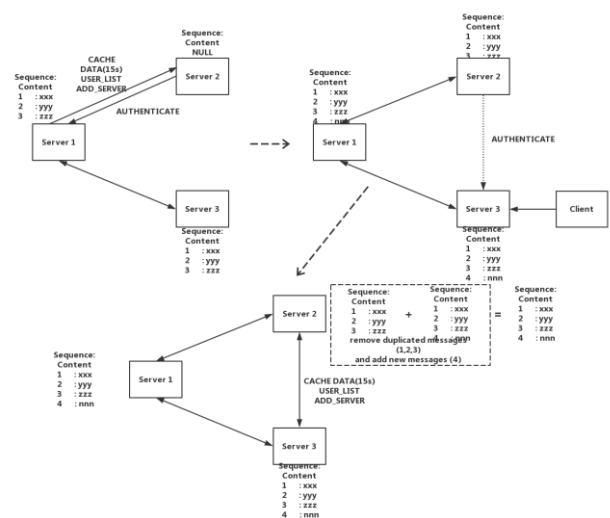 Sequence:
Content
NULL
CACHE
DATA(15s)
USER_LIST
ADD_SERVER
Server 2
AUTHENTICATE
Sequence:
Content
1 :xxx
2 :yyy
3 :zzz
Server 1
Server 3
Sequence:
Content
1 :xxx
2 :yyy
3 :zzz
Sequence:
Content
1 :xxx
2 :yyy
3 :zzz
Server 2
Sequence:
Content
1 :xxx
2 :yyy
3 :zzz
4 :nnn
Server 1
AUTHENTICATE
Server 3
Client
Sequence:
Content
1 :xxx
2 :yyy
3 :zzz
4 :nnn
Server 2
Sequence:
Content
1 :xxx
2 :yyy
3 :zzz
+
Sequence:
Content
1 :xxx
2 :yyy
3 :zzz
4 :nnn
remove duplicated messages
(1,2,3)
and add new messages (4)
=
Sequence:
Content
1 :xxx
2 :yyy
3 :zzz
4 :nnn
Sequence:
Content
1 :xxx
2 :yyy
3 :zzz
4 :nnn
Server 1
CACHE DATA(15s)
USER_LIST
ADD_SERVER
Server 3
Sequence:
Content
1 :xxx
2 :yyy
3 :zzz
4 :nnn